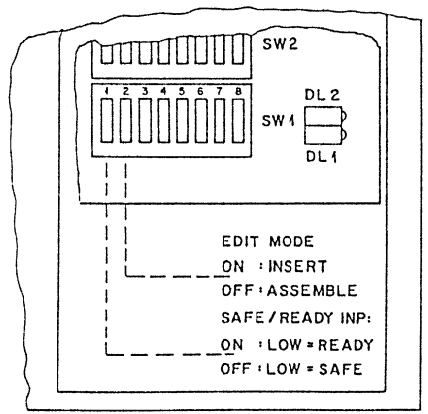 SW2
1 2 3 4 5 6 7 8
SW1
DL2
DL1
EDIT MODE
ON : INSERT
OFF : ASSEMBLE
SAFE/READY INP:
ON : LOW = READY
OFF : LOW = SAFE